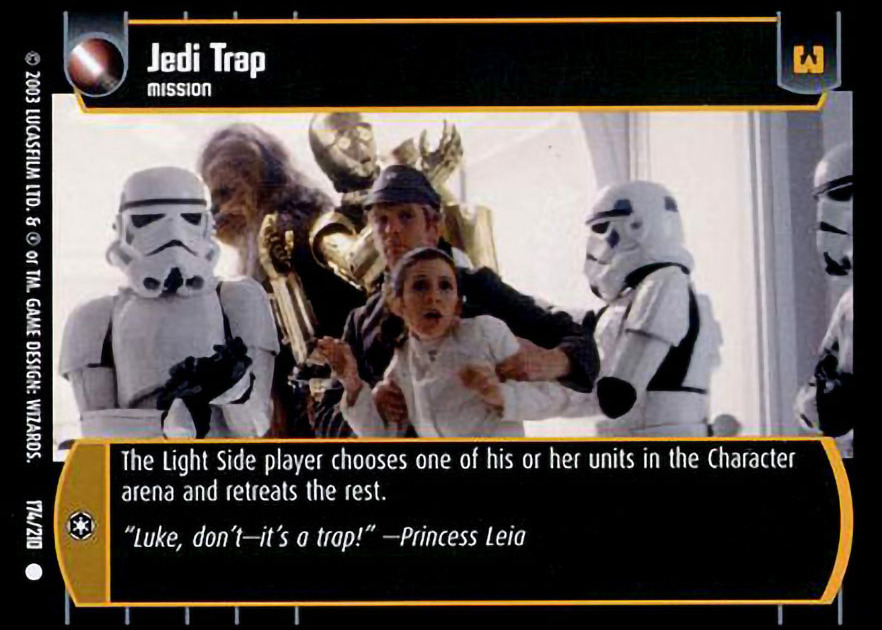 Jedi Trap
MISSION
The Light Side player chooses one of his or her units in the Character
arena and retreats the rest.
“Luke, don’t—it’s a trap!” —Princess Leia
© 2003 LUCASFILM LTD. & ® or TM. GAME DESIGN: WIZARDS. 174/210